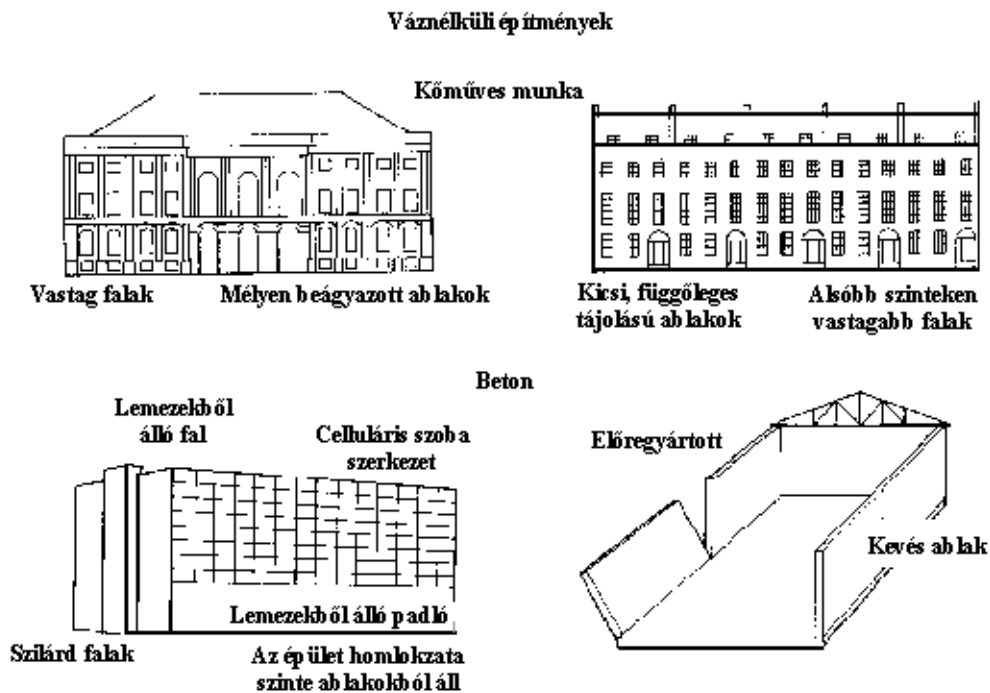 Váznélküli építmények
Kőműves munka
Vastag falak
Mélyen beágyazott ablakok
Kicsi, függőleges
tájolású ablakok
Alsóbb szinteken
vastagabb falak
Beton
Lemezekből
álló fal
Celluláris szoba
szerkezet
Előregyártott
Kevés ablak
Lemezekből álló padló
Szilárd falak
Az épület homlokzata
szinte ablakokból áll